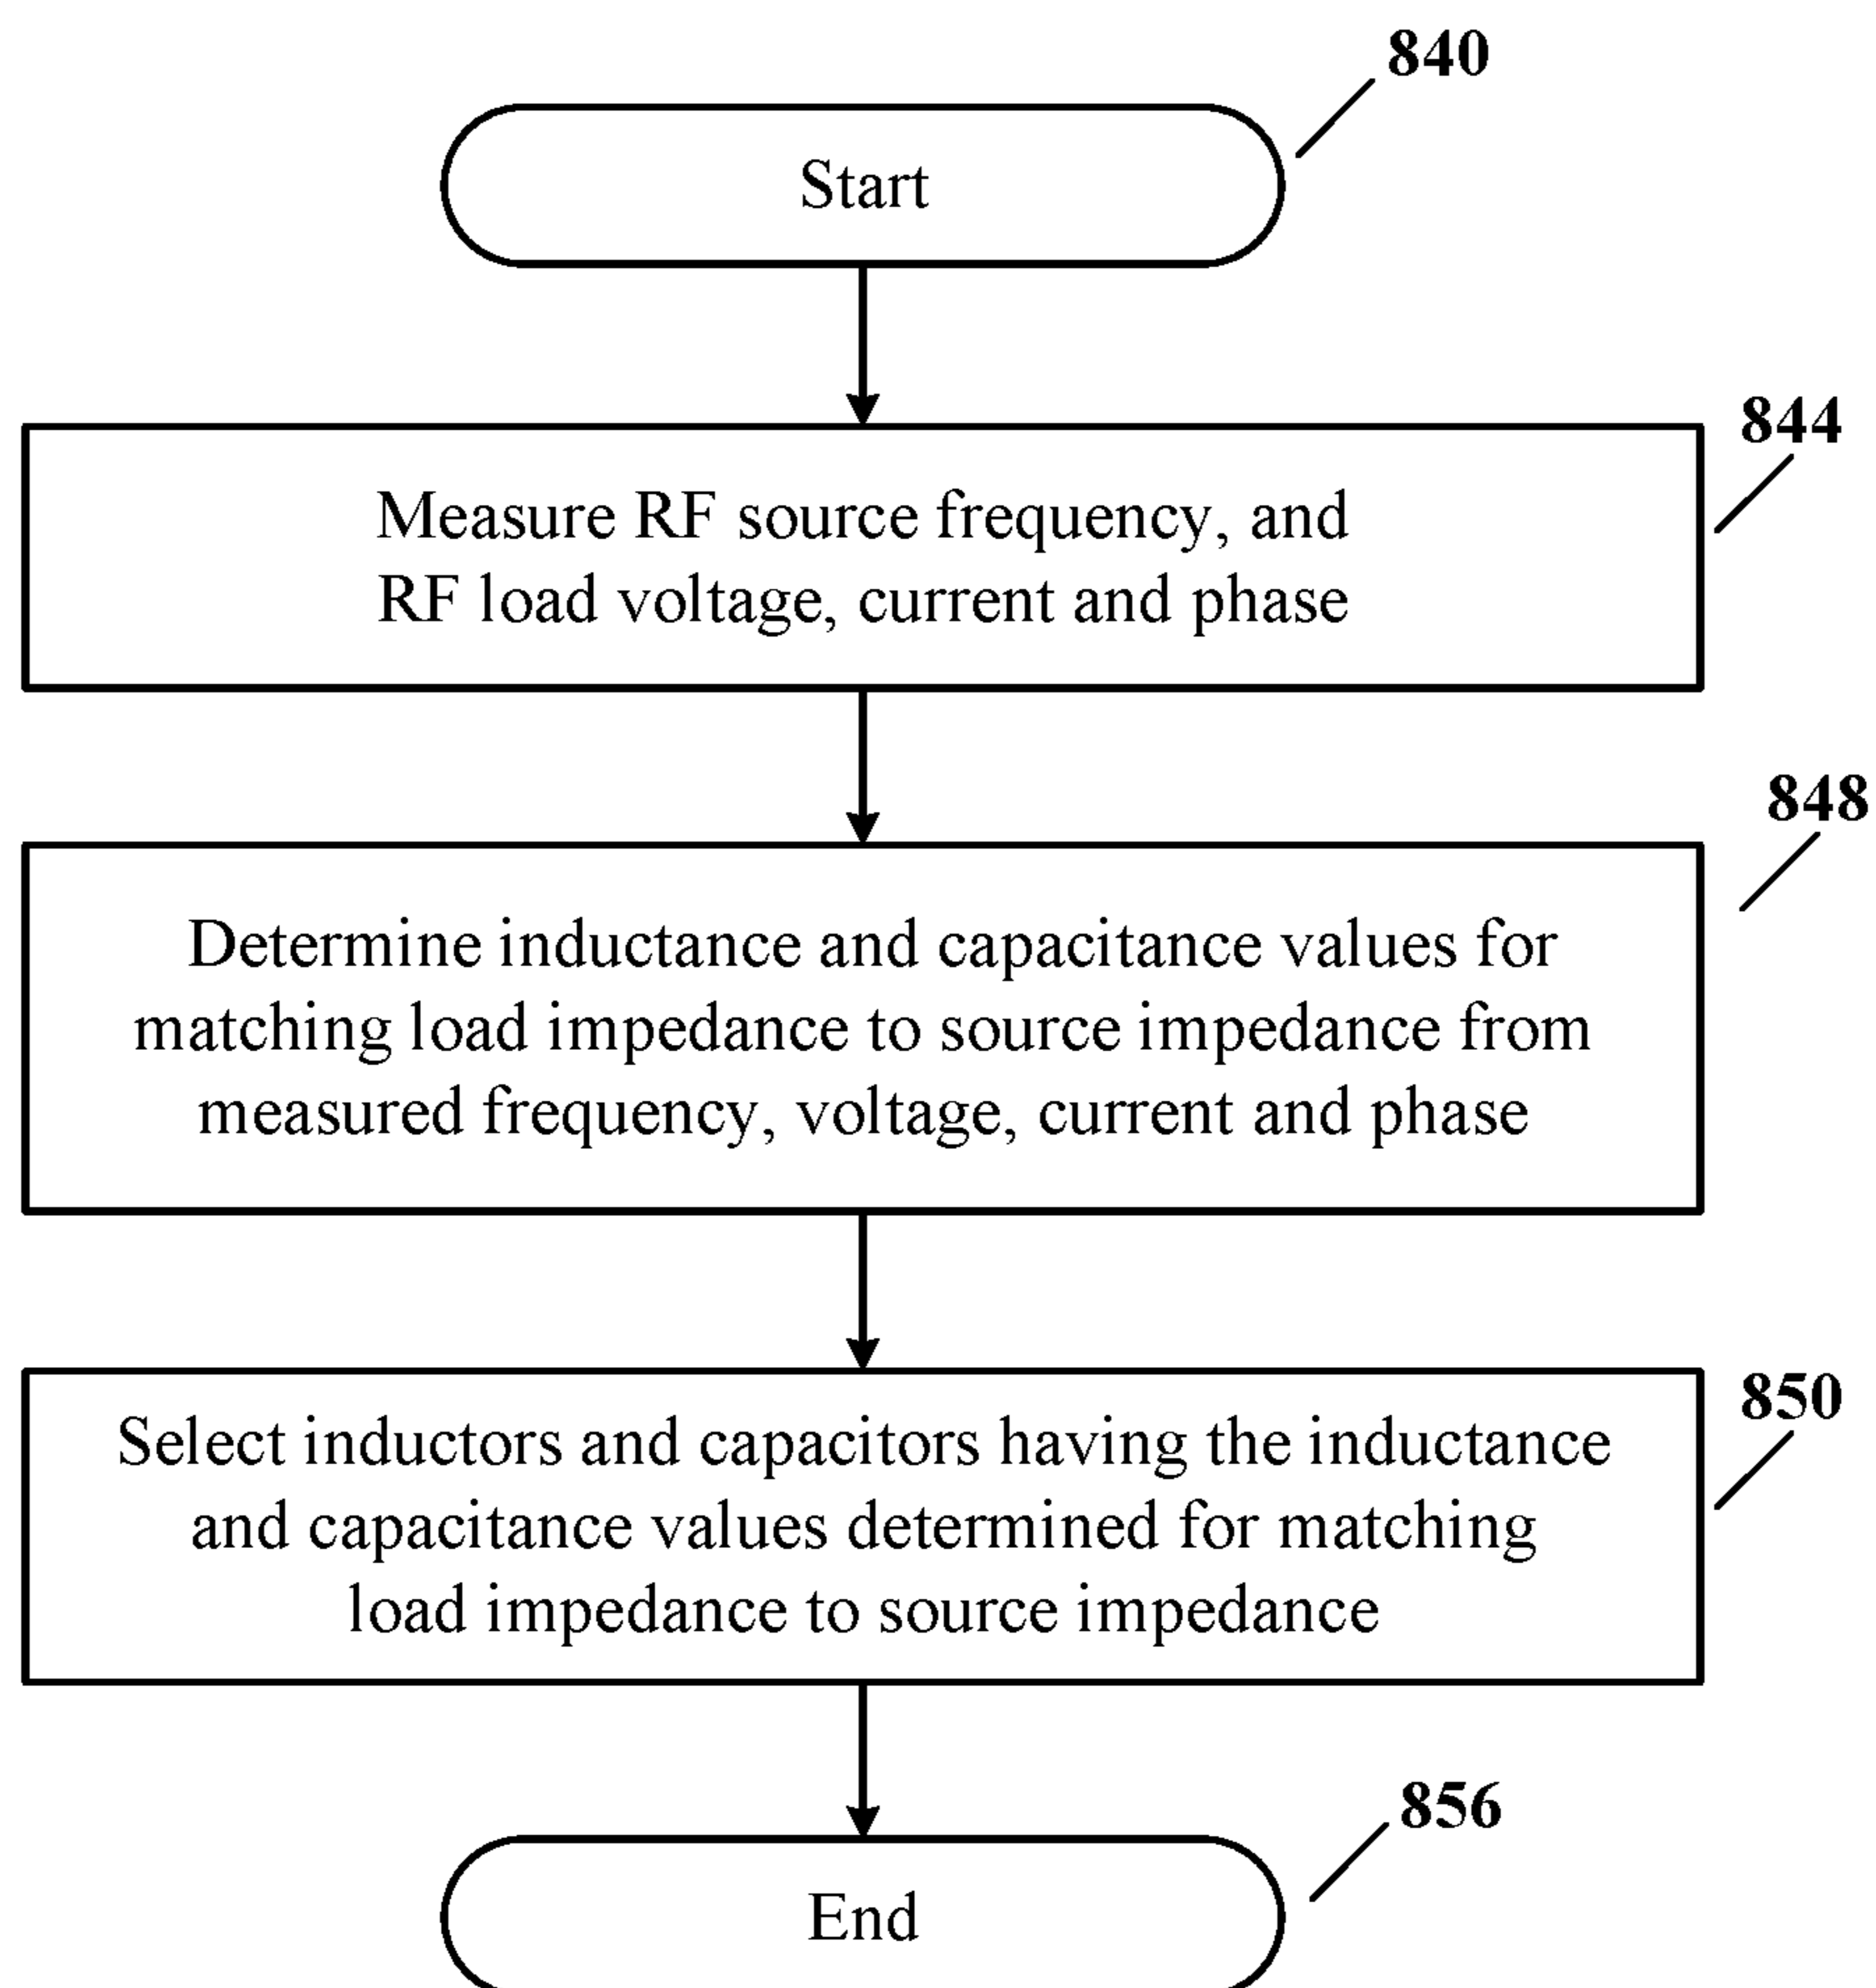 840
Start
844
Measure RF source frequency, and
RF load voltage, current and phase
848
Determine inductance and capacitance values for
matching load impedance to source impedance from
measured frequency, voltage, current and phase
850
Select inductors and capacitors having the inductance
and capacitance values determined for matching
load impedance to source impedance
856
End